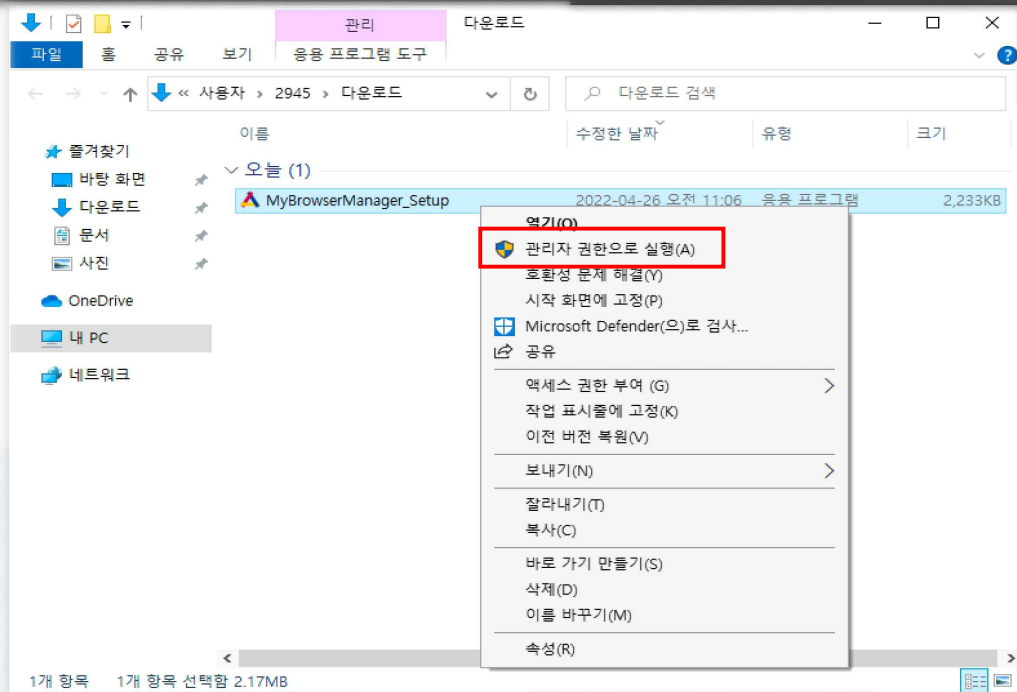 관리 다운로드
파일 홈 공유 보기 응용 프로그램 도구
« 사용자 > 2945 > 다운로드 다운로드 검색
이름 수정한 날짜 유형 크기
즐겨찾기
오늘 (1)
바탕 화면
MyBrowserManager_Setup 2022-04-26 오전 11:06 응용 프로그램 2,233KB
다운로드
문서
사진
OneDrive
내 PC
네트워크
열기(O)
관리자 권한으로 실행(A)
호환성 문제 해결(Y)
시작 화면에 고정(P)
Microsoft Defender(으)로 검사...
공유
액세스 권한 부여 (G)
작업 표시줄에 고정(K)
이전 버전 복원(V)
보내기(N)
잘라내기(T)
복사(C)
바로 가기 만들기(S)
삭제(D)
이름 바꾸기(M)
속성(R)
1개 항목 1개 항목 선택함 2.17MB